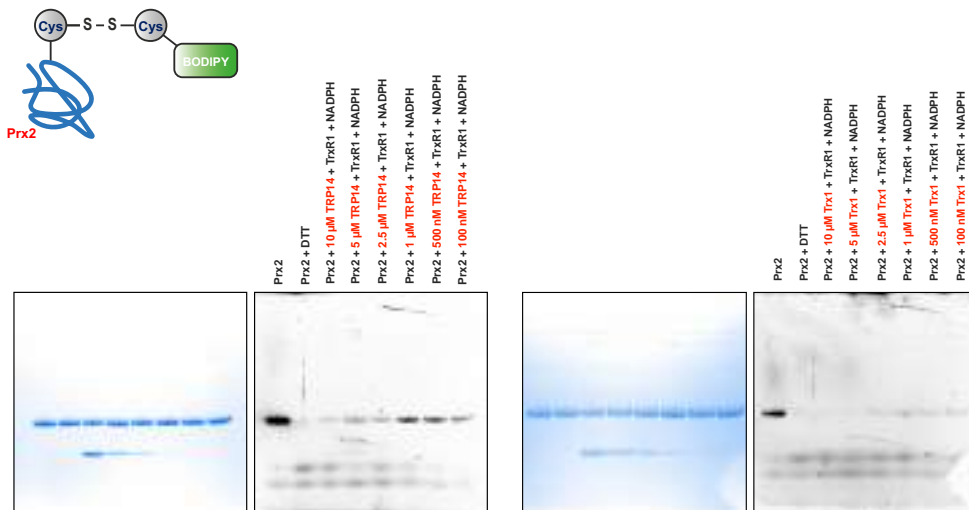 Cys S - S Cys
BODIPY
Prx2
Prx2
Prx2 + DTT
Prx2 + 10 µM TRP14 + TrxR1 + NADPH
Prx2 + 5 µM TRP14 + TrxR1 + NADPH
Prx2 + 2.5 µM TRP14 + TrxR1 + NADPH
Prx2 + 1 µM TRP14 + TrxR1 + NADPH
Prx2 + 500 nM TRP14 + TrxR1 + NADPH
Prx2 + 100 nM TRP14 + TrxR1 + NADPH
Prx2
Prx2 + DTT
Prx2 + 10 µM Trx1 + TrxR1 + NADPH
Prx2 + 5 µM Trx1 + TrxR1 + NADPH
Prx2 + 2.5 µM Trx1 + TrxR1 + NADPH
Prx2 + 1 µM Trx1 + TrxR1 + NADPH
Prx2 + 500 nM Trx1 + TrxR1 + NADPH
Prx2 + 100 nM Trx1 + TrxR1 + NADPH